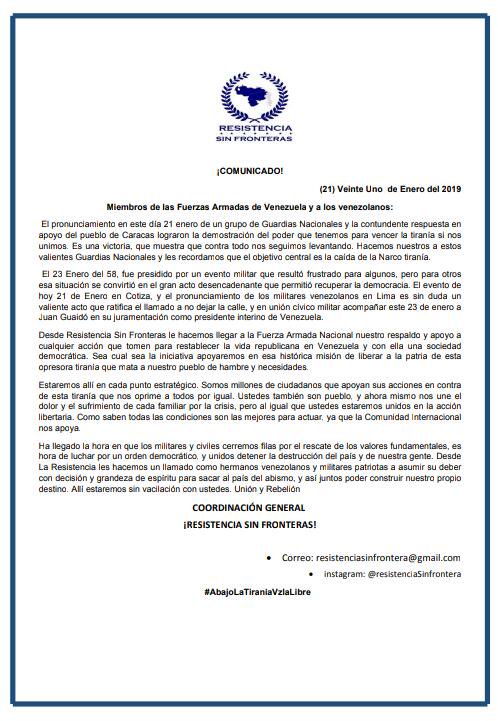 RESISTENCIA
SIN FRONTERAS
¡COMUNICADO!
(21) Veinte Uno de Enero del 2019
Miembros de las Fuerzas Armadas de Venezuela y a los venezolanos:
El pronunciamiento en este día 21 enero de un grupo de Guardias Nacionales y la contundente respuesta en
apoyo del pueblo de Caracas lograron la demostración del poder que tenemos para vencer la tiranía si nos
unimos. Es una victoria, que muestra que contra todo nos seguimos levantando. Hacemos nuestros a estos
valientes Guardias Nacionales y les recordamos que el objetivo central es la caída de la Narco tiranía.
El 23 Enero del 58, fue presidido por un evento militar que resultó frustrado para algunos, pero para otros
esa situación se convirtió en el gran acto desencadenante que permitió recuperar la democracia. El evento de
hoy 21 de Enero en Cotiza, y el pronunciamiento de los militares venezolanos en Lima es sin duda un
valiente acto que ratifica el llamado a no dejar la calle, y en unión cívico militar acompañar este 23 de enero a
Juan Guaidó en su juramentación como presidente interino de Venezuela.
Desde Resistencia Sin Fronteras le hacemos llegar a la Fuerza Armada Nacional nuestro respaldo y apoyo a
cualquier acción que tomen para restablecer la vida republicana en Venezuela y con ella una sociedad
democrática. Sea cual sea la iniciativa apoyaremos en esa histórica misión de liberar a la patria de esta
opresora tiranía que mata a nuestro pueblo de hambre y necesidades.
Estaremos allí en cada punto estratégico. Somos millones de ciudadanos que apoyan sus acciones en contra
de esta tiranía que nos oprime a todos por igual. Ustedes también son pueblo, y ahora mismo nos une el
dolor y el sufrimiento de cada familiar por la crisis, pero al igual que ustedes estaremos unidos en la acción
libertaria. Como saben todas las condiciones son las mejores para actuar, ya que la Comunidad Internacional
nos apoya.
Ha llegado la hora en que los militares y civiles cerremos filas por el rescate de los valores fundamentales, es
hora de luchar por un orden democrático, y unidos detener la destrucción del país y de nuestra gente. Desde
La Resistencia les hacemos un llamado como hermanos venezolanos y militares patriotas a asumir su deber
con decisión y grandeza de espíritu para sacar al país del abismo, y así juntos poder construir nuestro propio
destino. Allí estaremos sin vacilación con ustedes. Unión y Rebelión
COORDINACIÓN GENERAL
¡RESISTENCIA SIN FRONTERAS!
• Correo: resistenciasinfrontera@gmail.com
• instagram: @resistenciaSinfrontera
#AbajoLaTiraniaVzlaLibre